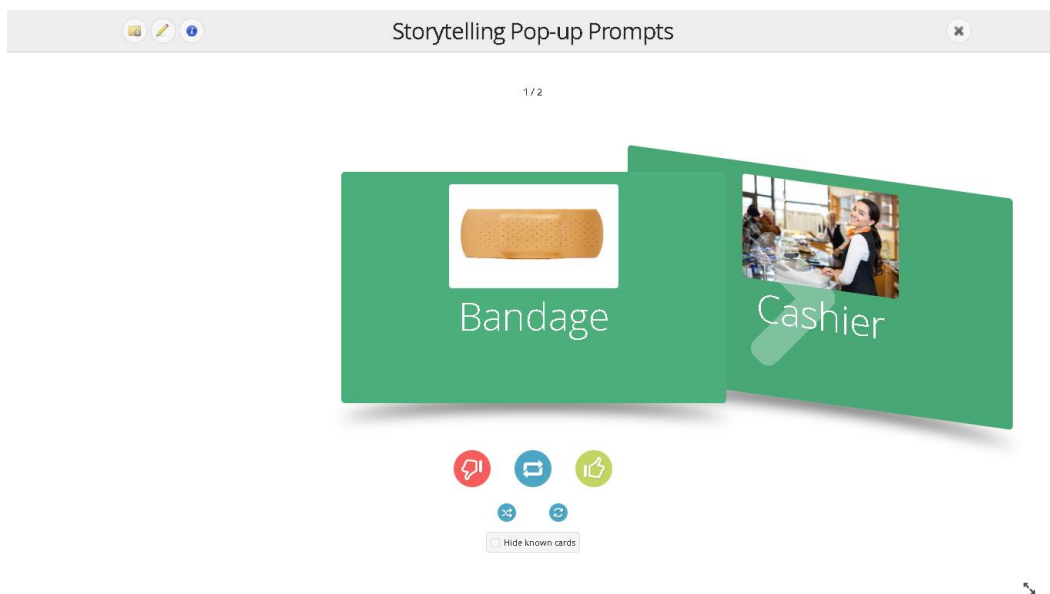 Storytelling Pop-up Prompts
1 / 2
Bandage
Cashier
Hide known cards